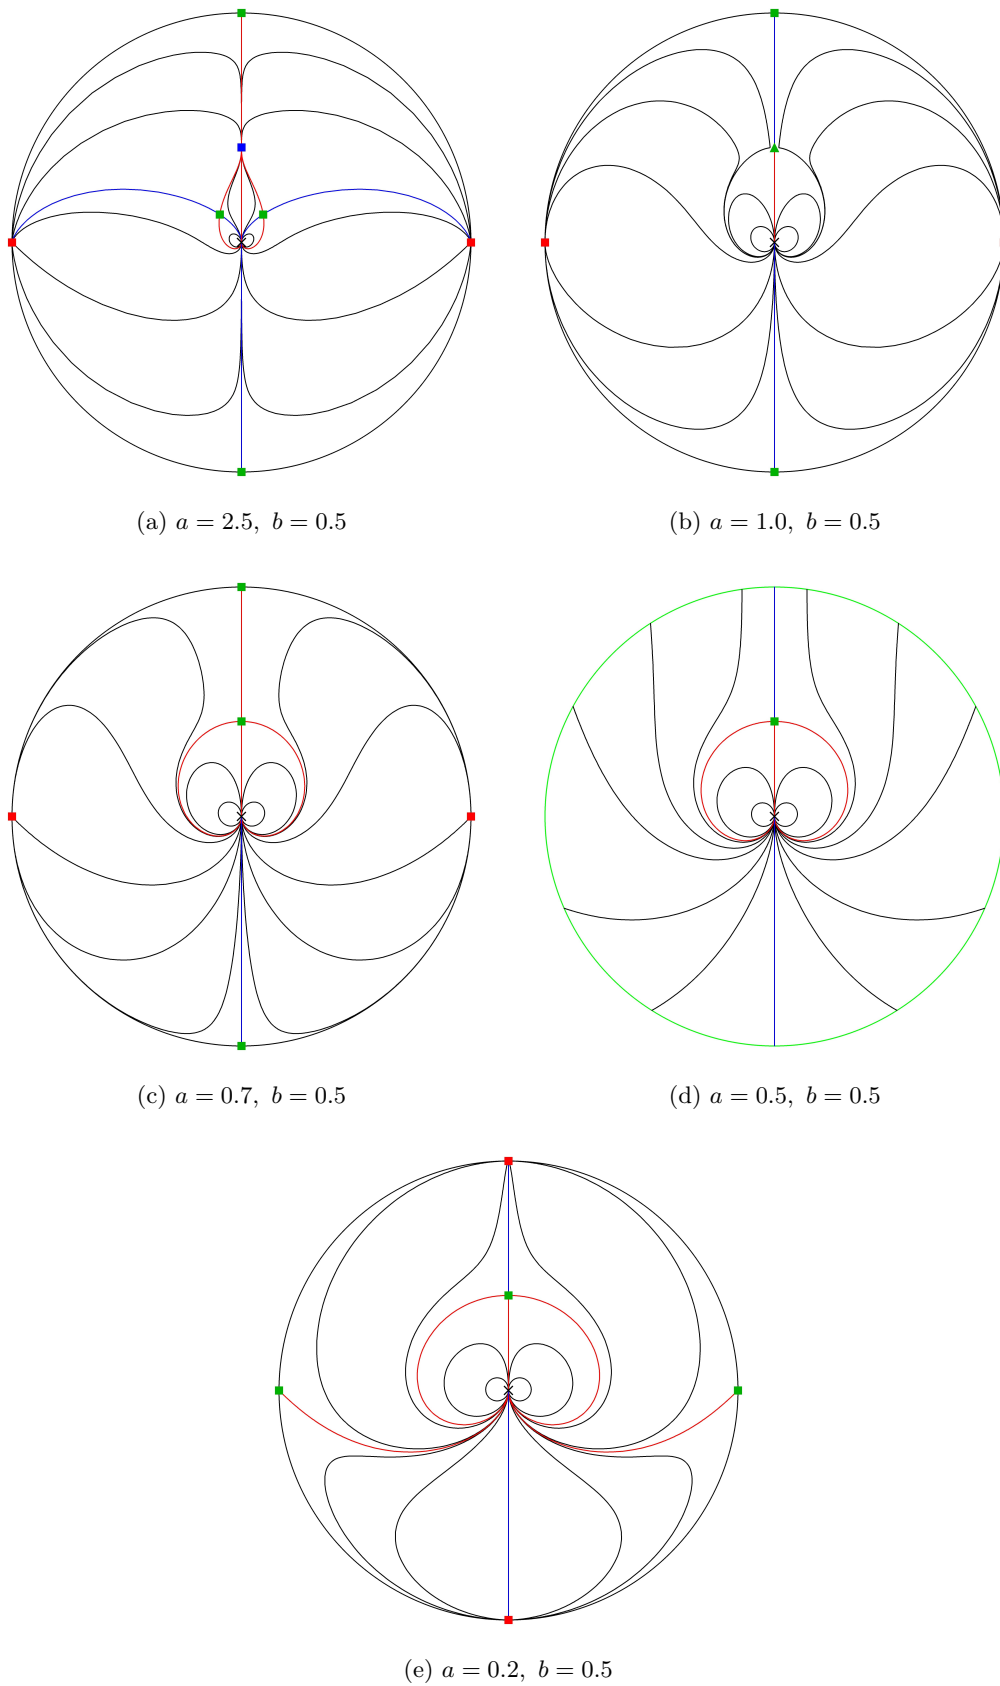 (a) a = 2.5, b = 0.5
(b) a = 1.0, b = 0.5
(c) a = 0.7, b = 0.5
(d) a = 0.5, b = 0.5
(e) a = 0.2, b = 0.5